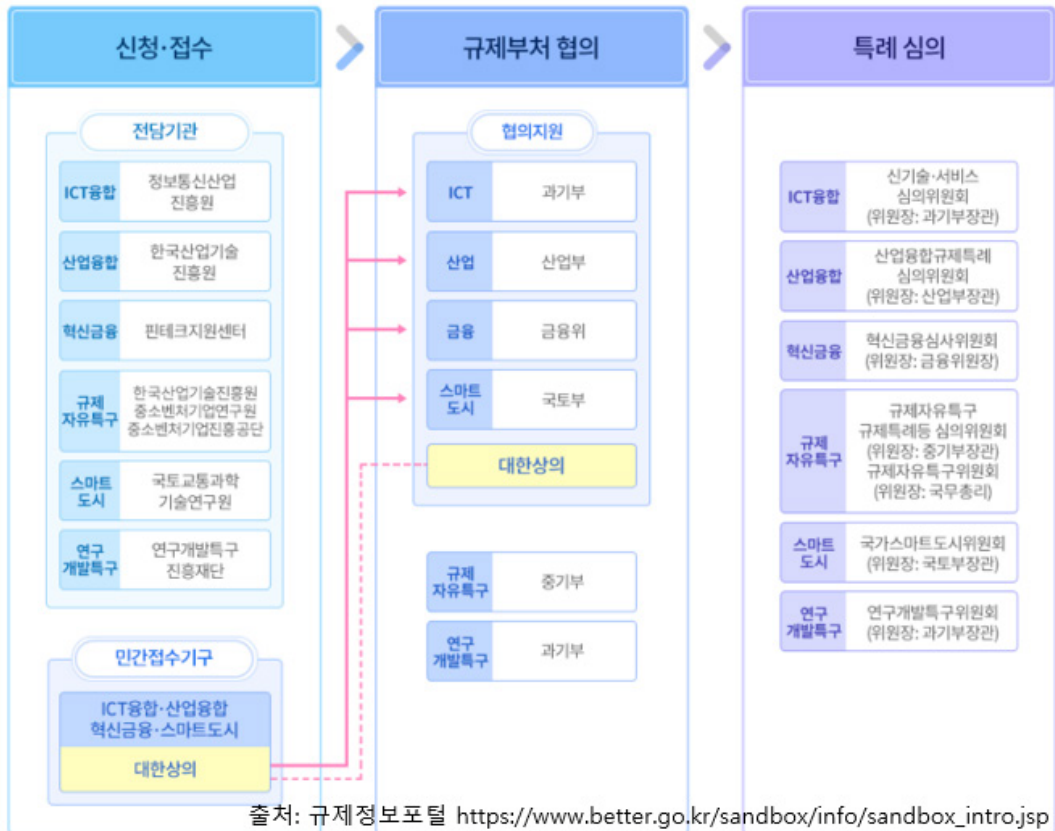 신청·접수
전담기관
ICT융합
정보통신산업
진흥원
산업융합
한국산업기술
진흥원
혁신금융
핀테크지원센터
규제
자유특구
한국산업기술진흥원
중소벤처기업연구원
중소벤처기업진흥공단
스마트
도시
국토교통과학
기술연구원
연구
개발특구
연구개발특구
진흥재단
민간접수기구
ICT융합·산업융합
혁신금융·스마트도시
대한상의
규제부처 협의
협의지원
ICT
과기부
산업
산업부
금융
금융위
스마트
도시
국토부
대한상의
규제
자유특구
중기부
연구
개발특구
과기부
특례 심의
ICT융합
신기술·서비스
심의위원회
(위원장: 과기부장관)
산업융합
산업융합규제특례
심의위원회
(위원장: 산업부장관)
혁신금융
혁신금융심사위원회
(위원장: 금융위원장)
규제
자유특구
규제자유특구
규제특례등 심의위원회
(위원장: 중기부장관)
규제자유특구위원회
(위원장: 국무총리)
스마트
도시
국가스마트도시위원회
(위원장: 국토부장관)
연구
개발특구
연구개발특구위원회
(위원장: 과기부장관)
출처: 규제정보포털 https://www.better.go.kr/sandbox/info/sandbox_intro.jsp